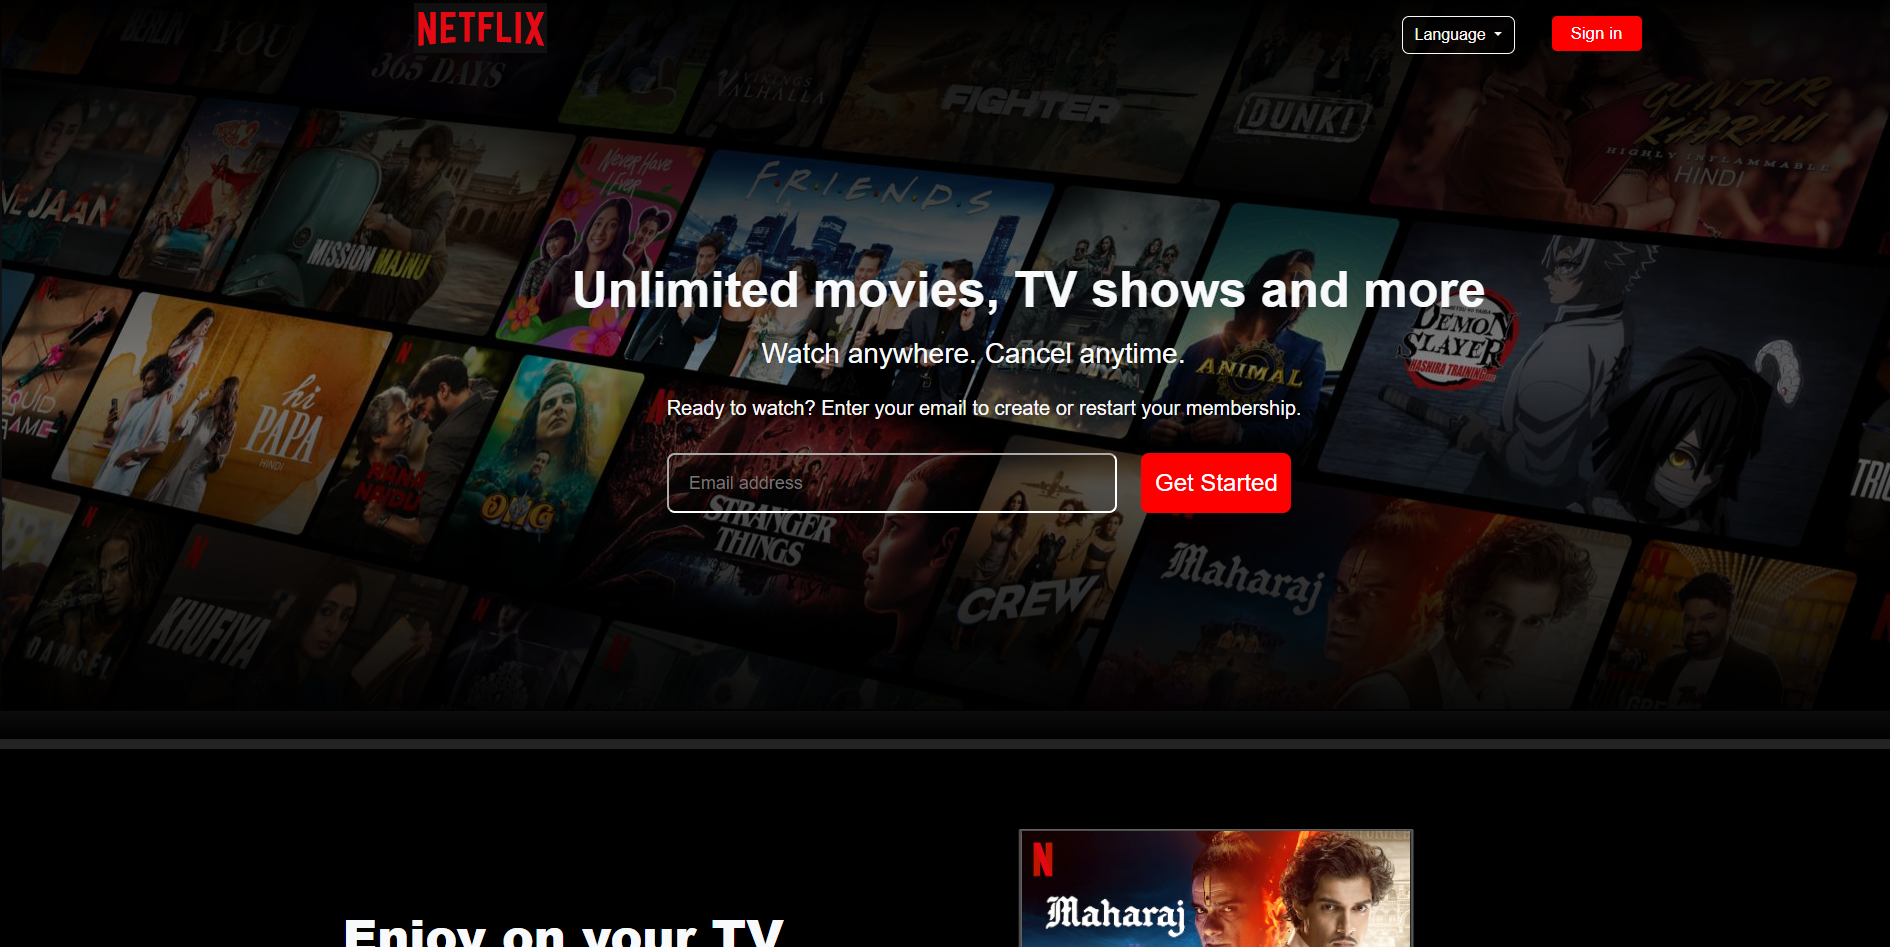 NETFLIX
Language
Sign in
BERLIN
YOU
365 DAYS
VIKINGS
VALHALLA
FIGHTER
DUNKI
GUNTUR
KAARAM
HIGHLY INFLAMMABLE
HINDI
JAAN
MISSION MAJNU
Never Have
I Ever
FRIENDS
Unlimited movies, TV shows and more
DEMON
SLAYER
HASHIRA TRAINING
Watch anywhere. Cancel anytime.
ANIMAL
Ready to watch? Enter your email to create or restart your membership.
SQUID
GAME
hi
PAPA
HINDI
RANA
NAIDU
OMG
Email address
Get Started
STRANGER
THINGS
CREW
Maharaj
DAMSEL
KHUFIYA
N
Maharaj
Enjoy on your TV